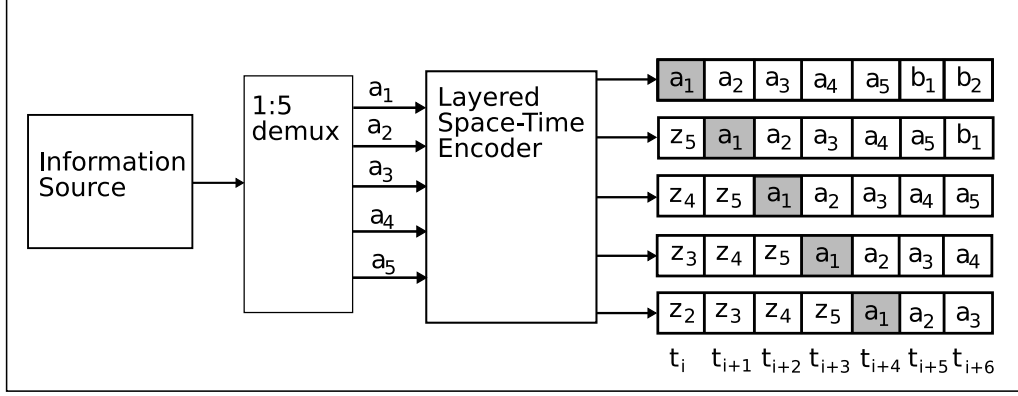 Information
Source
1:5
demux
a1
a2
a3
a4
a5
Layered
Space-Time
Encoder
a1 a2 a3 a4 a5 b1 b2
z5 a1 a2 a3 a4 a5 b1
z4 z5 a1 a2 a3 a4 a5
z3 z4 z5 a1 a2 a3 a4
z2 z3 z4 z5 a1 a2 a3
ti ti+1 ti+2 ti+3 ti+4 ti+5 ti+6